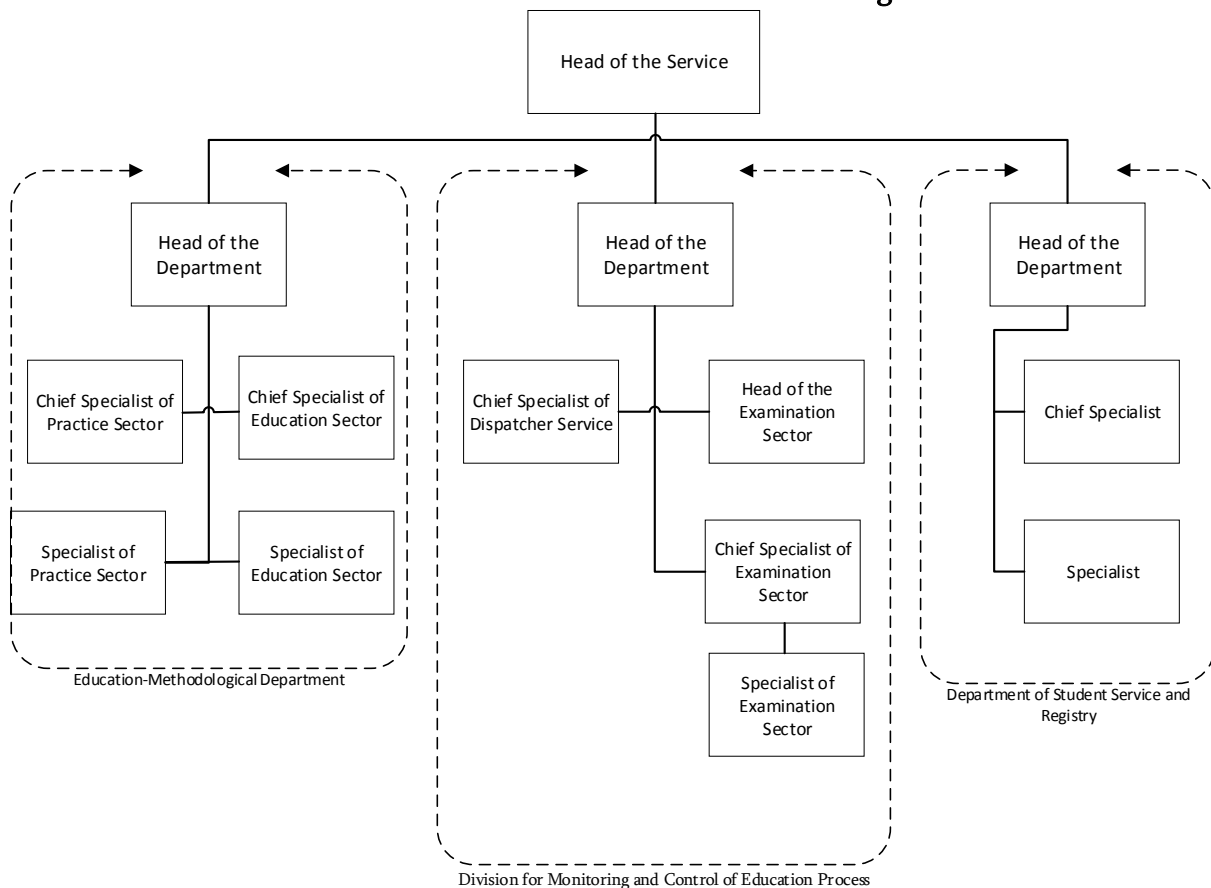 Head of the Service
Head of the
Department
Head of the
Department
Head of the
Department
Chief Specialist of
Practice Sector
Chief Specialist of
Education Sector
Chief Specialist of
Dispatcher Service
Head of the
Examination
Sector
Chief Specialist
Specialist of
Practice Sector
Specialist of
Education Sector
Chief Specialist of
Examination
Sector
Specialist
Specialist of
Examination
Sector
Education-Methodological Department
Department of Student Service and
Registry
Division for Monitoring and Control of Education Process